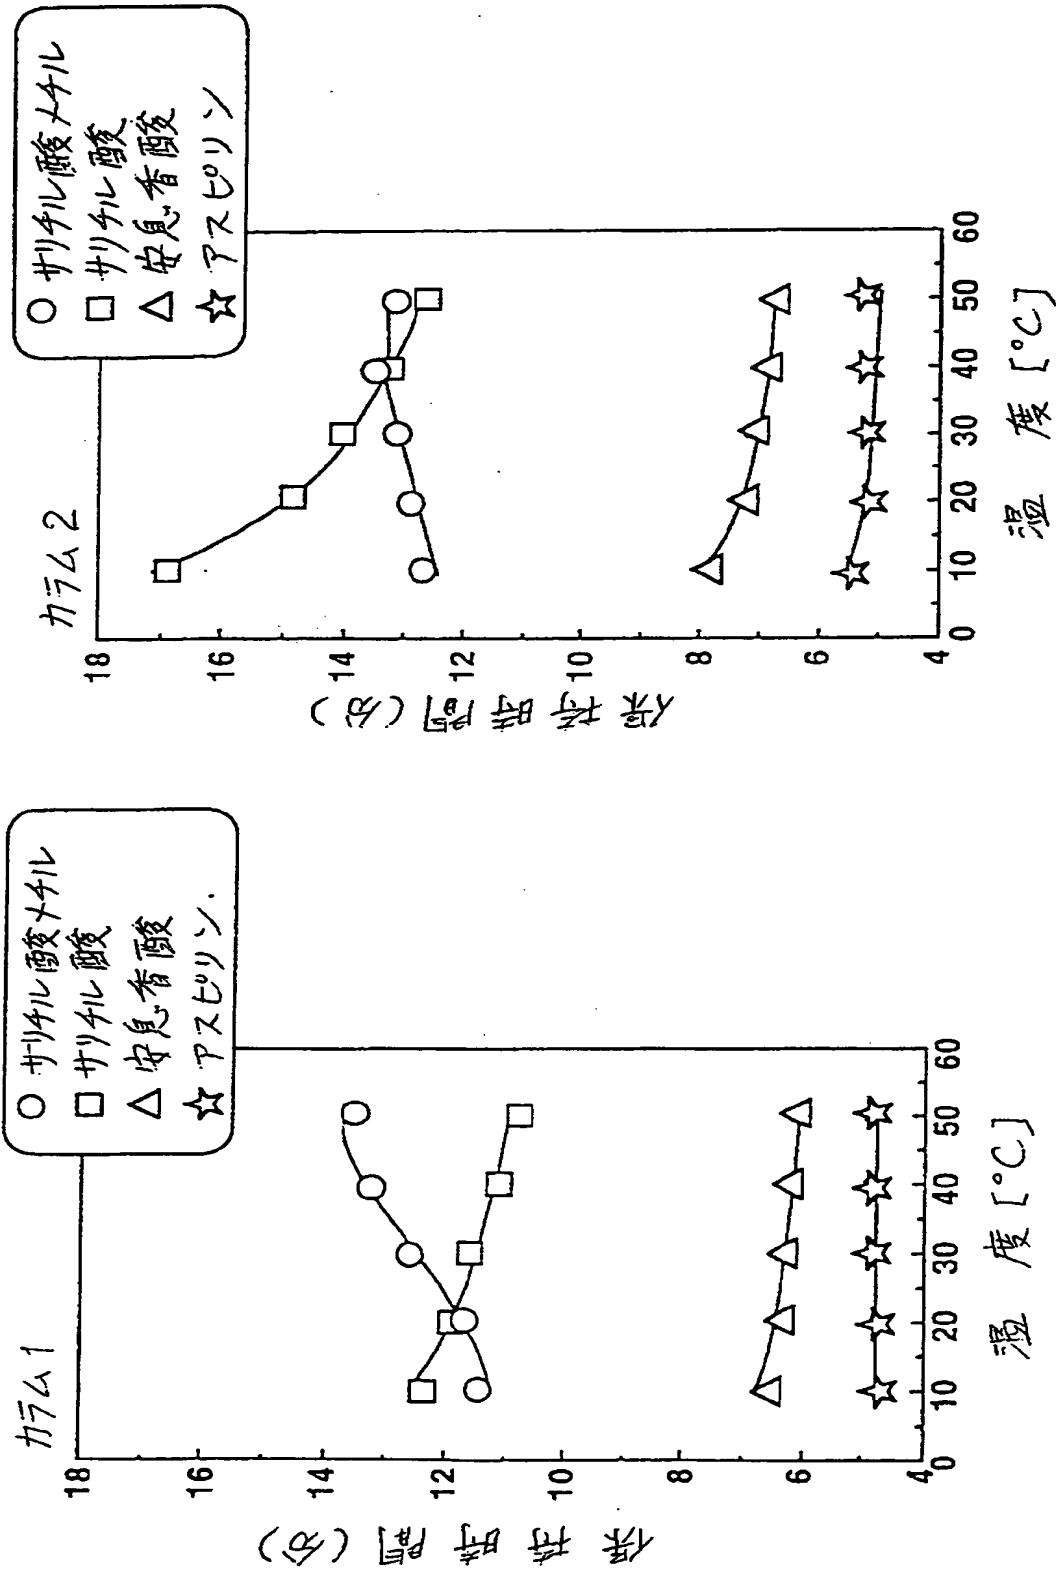 カラム1
○ サリチル酸メチル
□ サリチル酸
△ 安息香酸
☆ アスピリン.
保持時間(分)
18
16
14
12
10
8
6
4
0 10 20 30 40 50 60
温 度 [°C]
カラム2
○ サリチル酸メチル
□ サリチル酸
△ 安息香酸
☆ アスピリン
保持時間(分)
18
16
14
12
10
8
6
4
0 10 20 30 40 50 60
温 度 [°C]